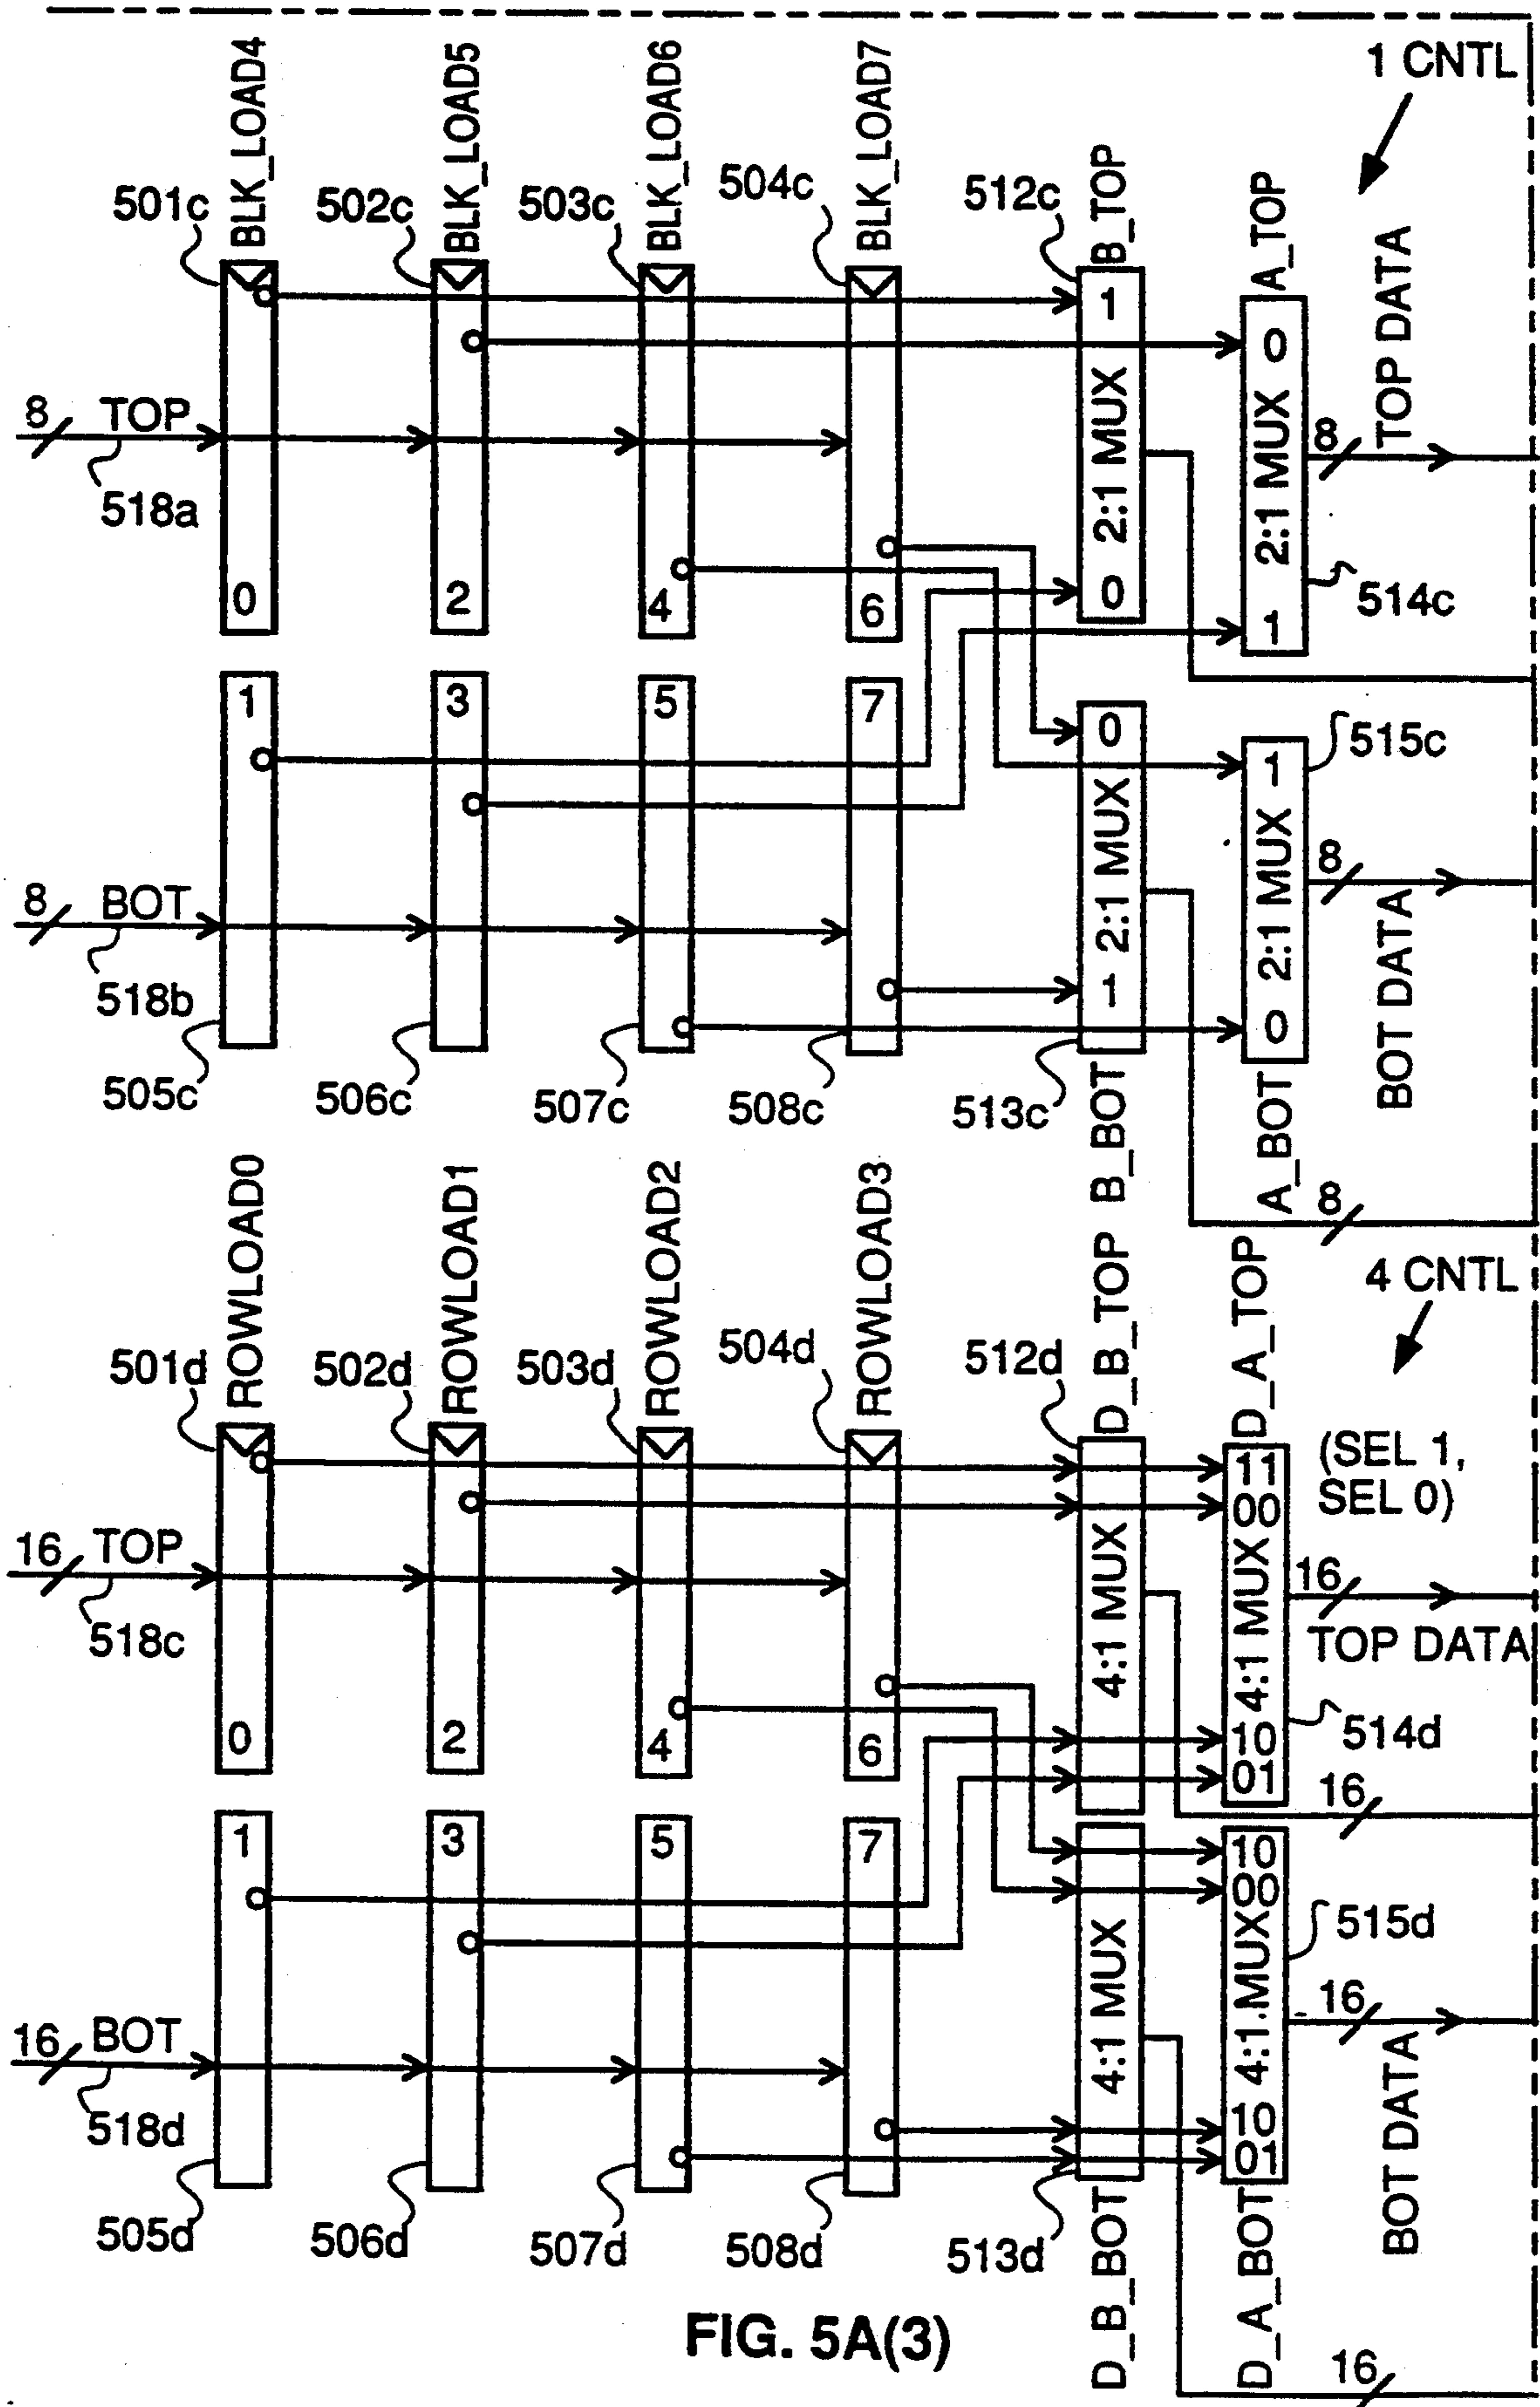 BLK_LOAD4
BLK_LOAD5
BLK_LOAD6
BLK_LOAD7
1 CNTL
501c
502c
503c
504c
512c
B_TOP
A_TOP
TOP DATA
1
0
2:1 MUX
2:1 MUX
8
8 TOP
518a
0
2
4
6
0
1
514c
1
3
5
7
0
1
515c
2:1 MUX
2:1 MUX
8
8 BOT
518b
1
0
BOT DATA
505c
506c
507c
508c
513c
B_BOT
A_BOT
8
ROWLOAD0
ROWLOAD1
ROWLOAD2
ROWLOAD3
D_B_TOP
D_A_TOP
4 CNTL
501d
502d
503d
504d
512d
(SEL 1,
SEL 0)
11
00
4:1 MUX
4:1 MUX
16 TOP
518c
16
TOP DATA
0
2
4
6
10
01
514d
16
1
3
5
7
10
00
515d
4:1 MUX
4:1 MUX
16
16 BOT
518d
10
01
BOT DATA
505d
506d
507d
508d
513d
D_B_BOT
D_A_BOT
16
FIG. 5A(3)